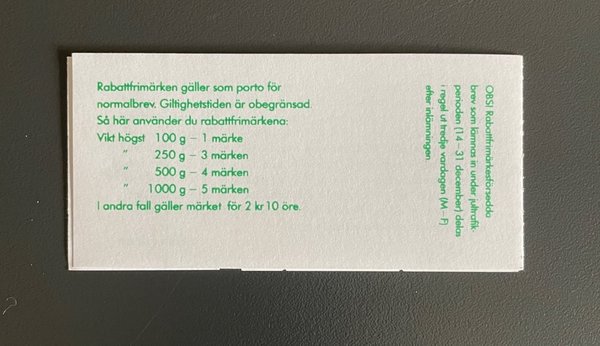 Rabattfrimärken gäller som porto för
normalbrev. Giltighetstiden är obegränsad.
Så här använder du rabattfrimärkena:
Vikt högst 100 g – 1 märke
" 250 g – 3 märken
" 500 g – 4 märken
" 1000 g – 5 märken
I andra fall gäller märket för 2 kr 10 öre.
OBS! Rabattfrimärkesförsedda
brev som lämnas in under jultrafik-
perioden (14 – 31 december) delas
i regel ut tredje vardagen (M – F)
efter inlämningen.